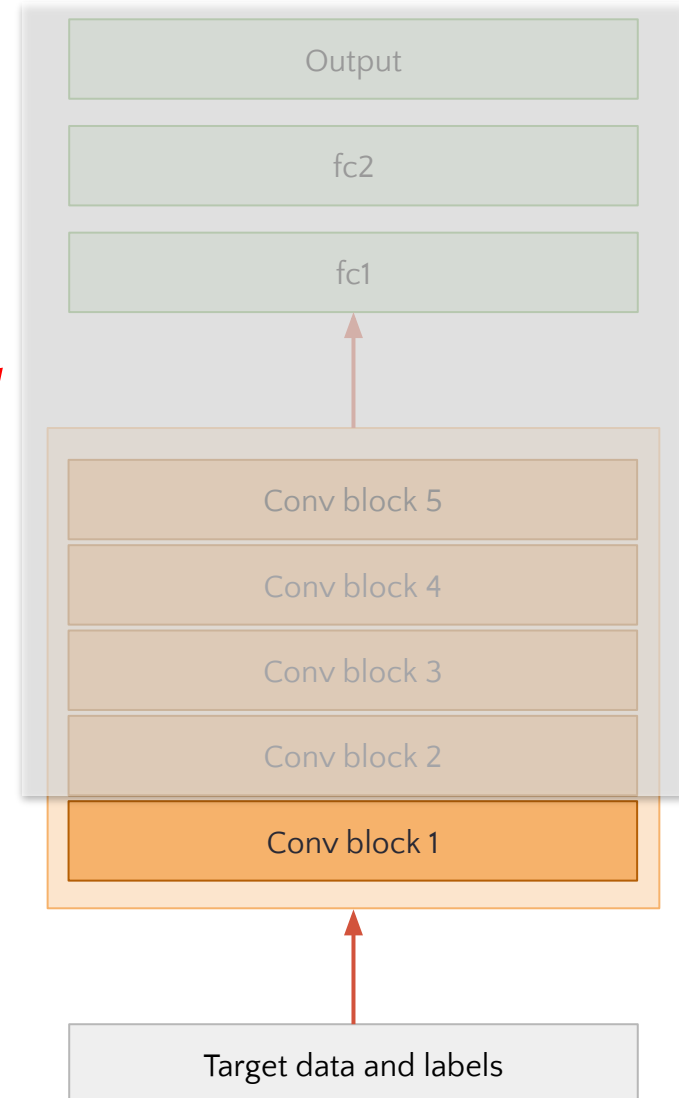 Output
fc2
fc1
Conv block 5
Conv block 4
Conv block 3
Conv block 2
Conv block 1
Target data and labels